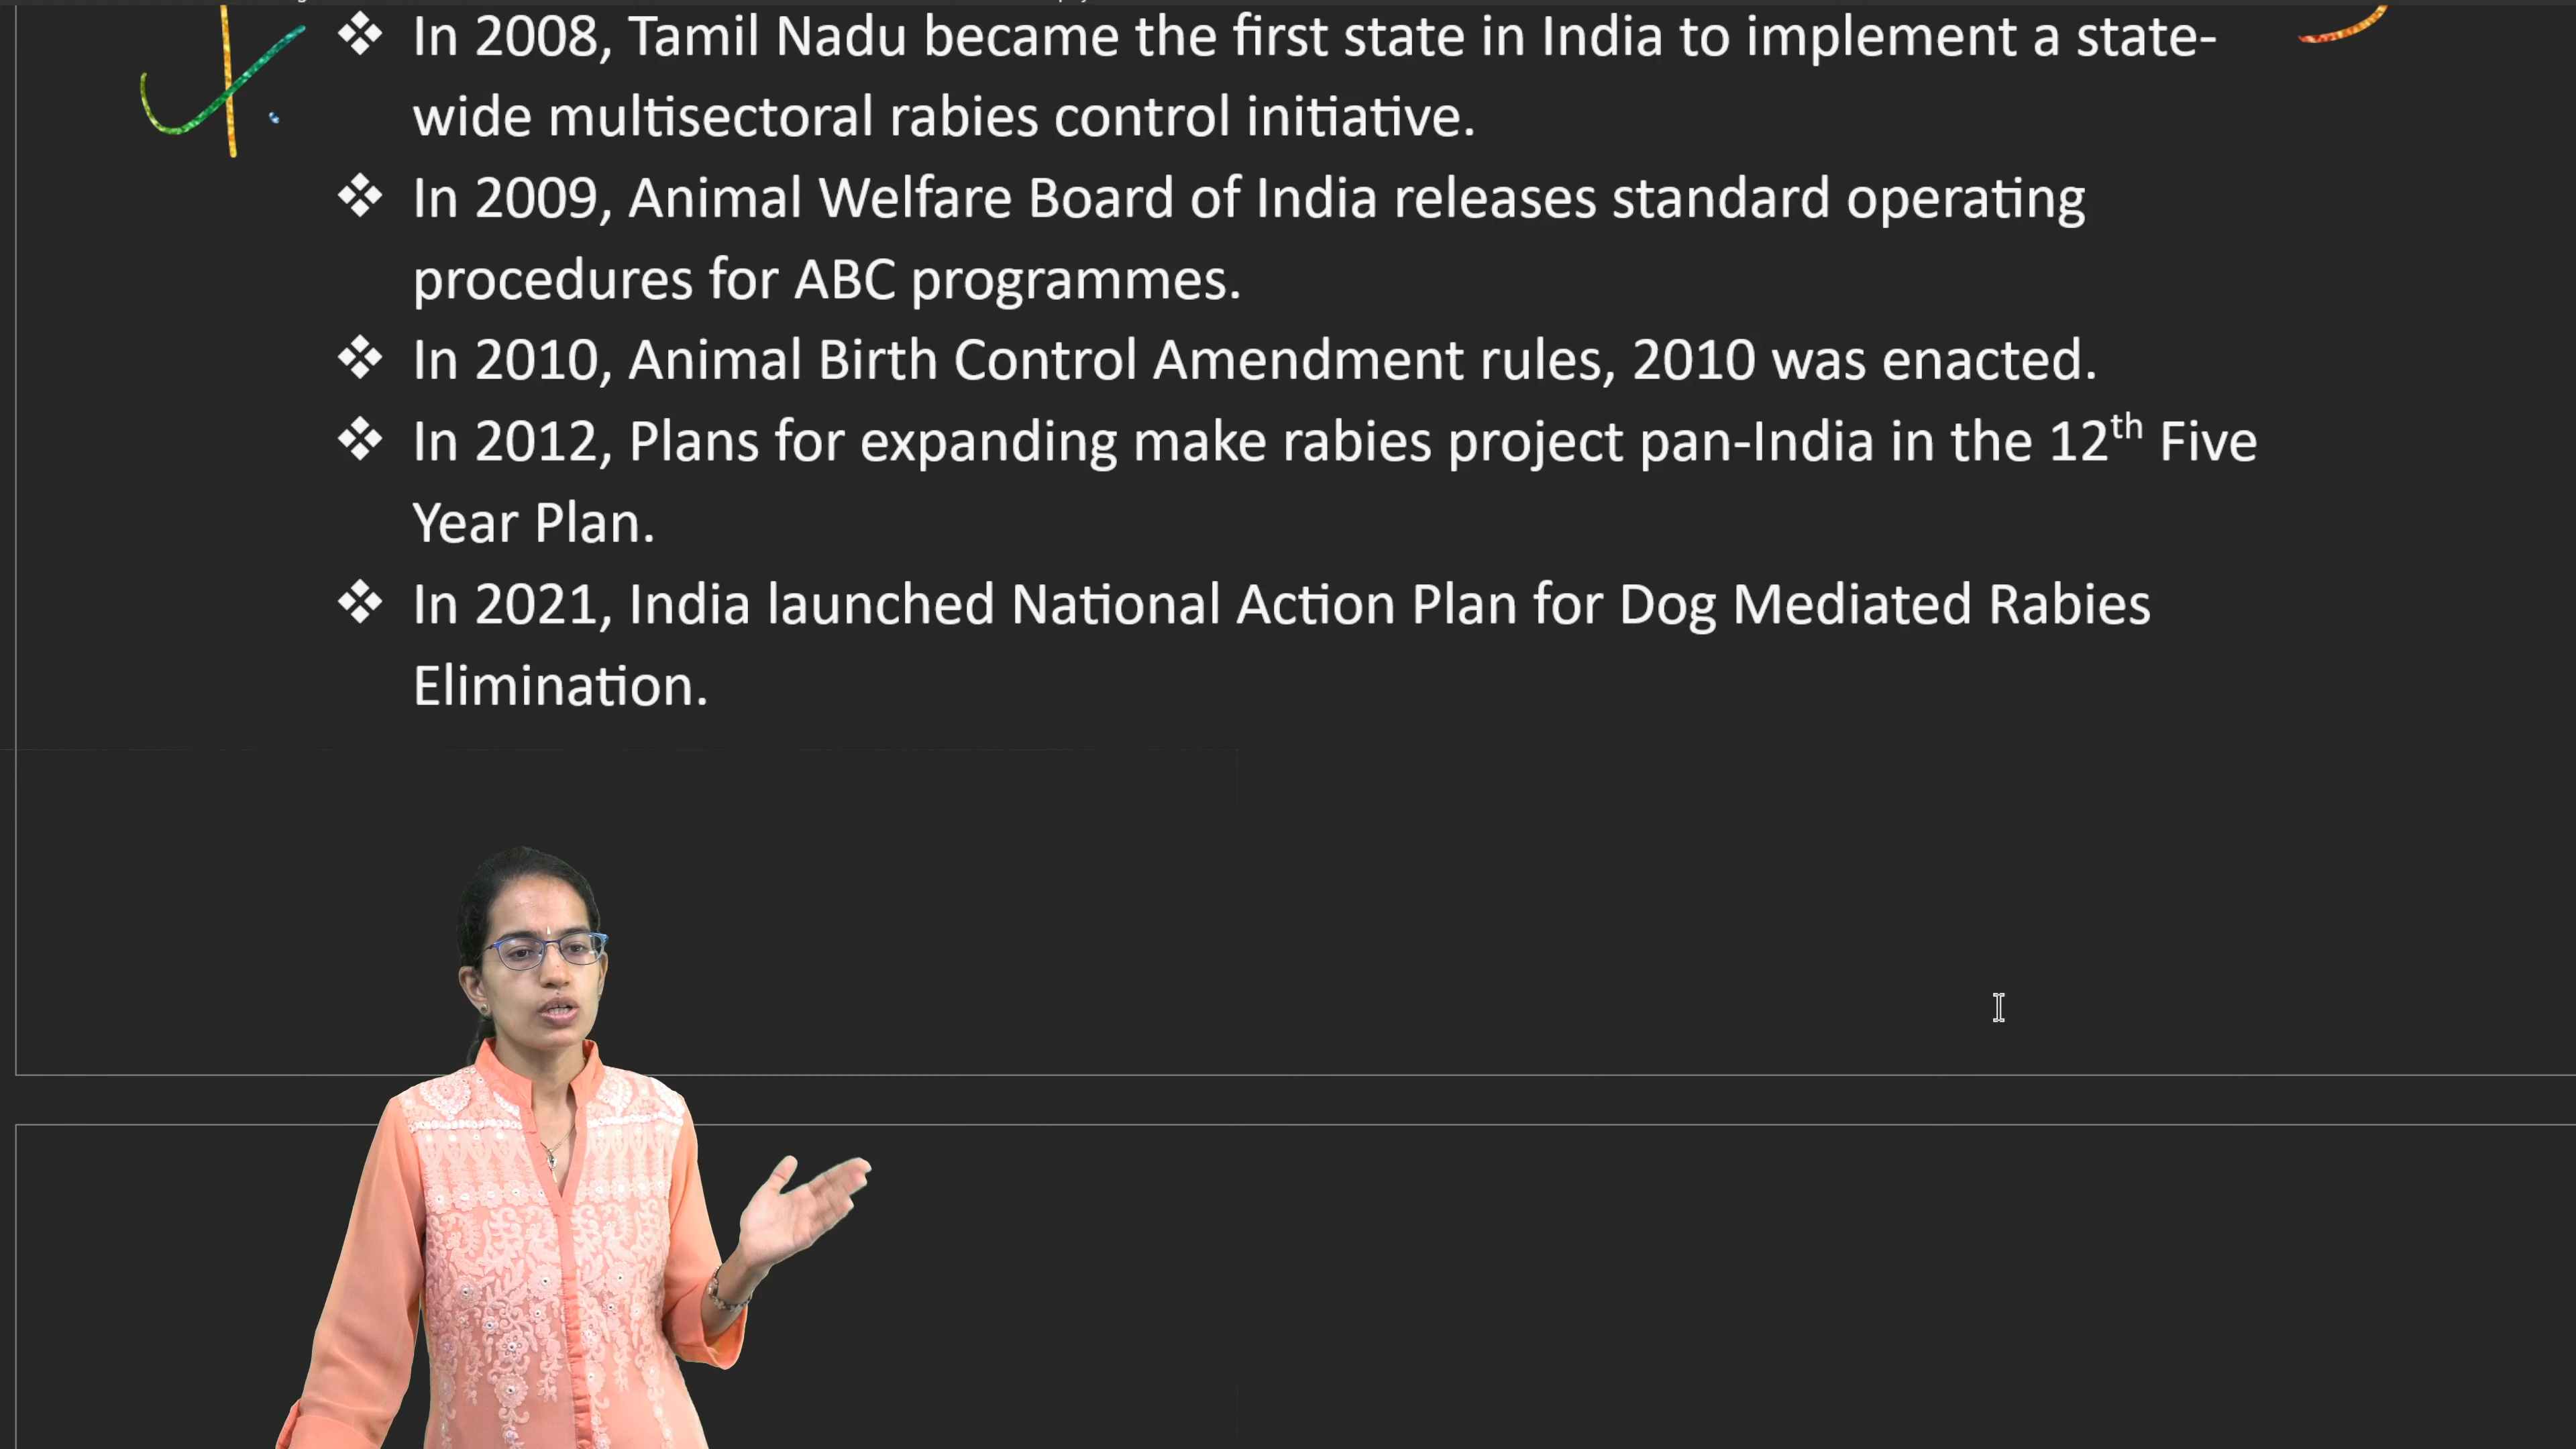 ❖ In 2008, Tamil Nadu became the first state in India to implement a state-
wide multisectoral rabies control initiative.
❖ In 2009, Animal Welfare Board of India releases standard operating
procedures for ABC programmes.
❖ In 2010, Animal Birth Control Amendment rules, 2010 was enacted.
❖ In 2012, Plans for expanding make rabies project pan-India in the 12th Five
Year Plan.
❖ In 2021, India launched National Action Plan for Dog Mediated Rabies
Elimination.